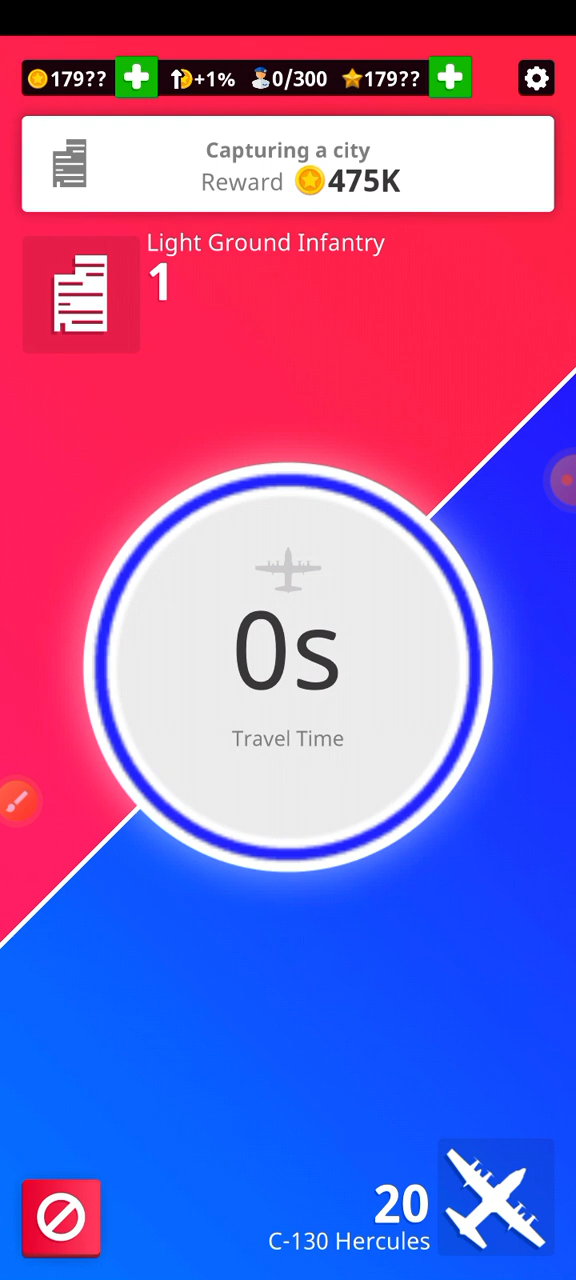 179?? +1% 0/300 179??
Capturing a city
Reward 475K
Light Ground Infantry
1
0s
Travel Time
20
C-130 Hercules